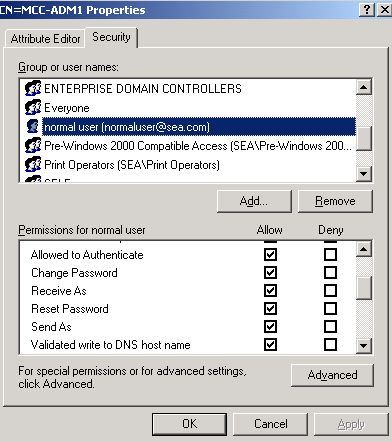 CN=MCC-ADM1 Properties
Attribute Editor Security
Group or user names:
ENTERPRISE DOMAIN CONTROLLERS
Everyone
normal user (normaluser@sea.com)
Pre-Windows 2000 Compatible Access (SEA\Pre-Windows 200...
Print Operators (SEA\Print Operators)
SELF
Add... Remove
Permissions for normal user Allow Deny
Allowed to Authenticate
Change Password
Receive As
Reset Password
Send As
Validated write to DNS host name
For special permissions or for advanced settings,
click Advanced.
Advanced
OK Cancel Apply